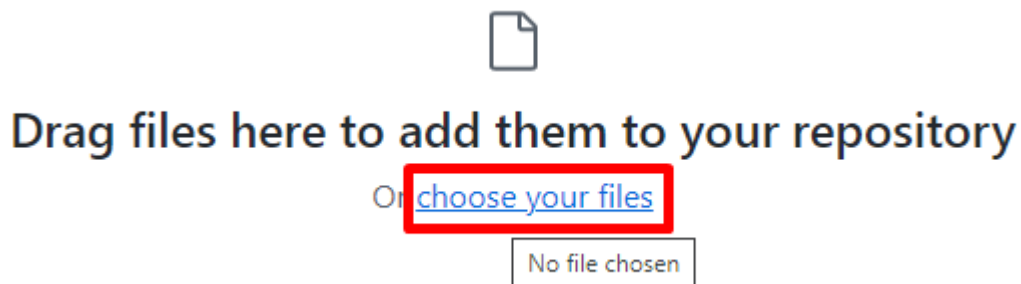 Drag files here to add them to your repository
Or choose your files
No file chosen